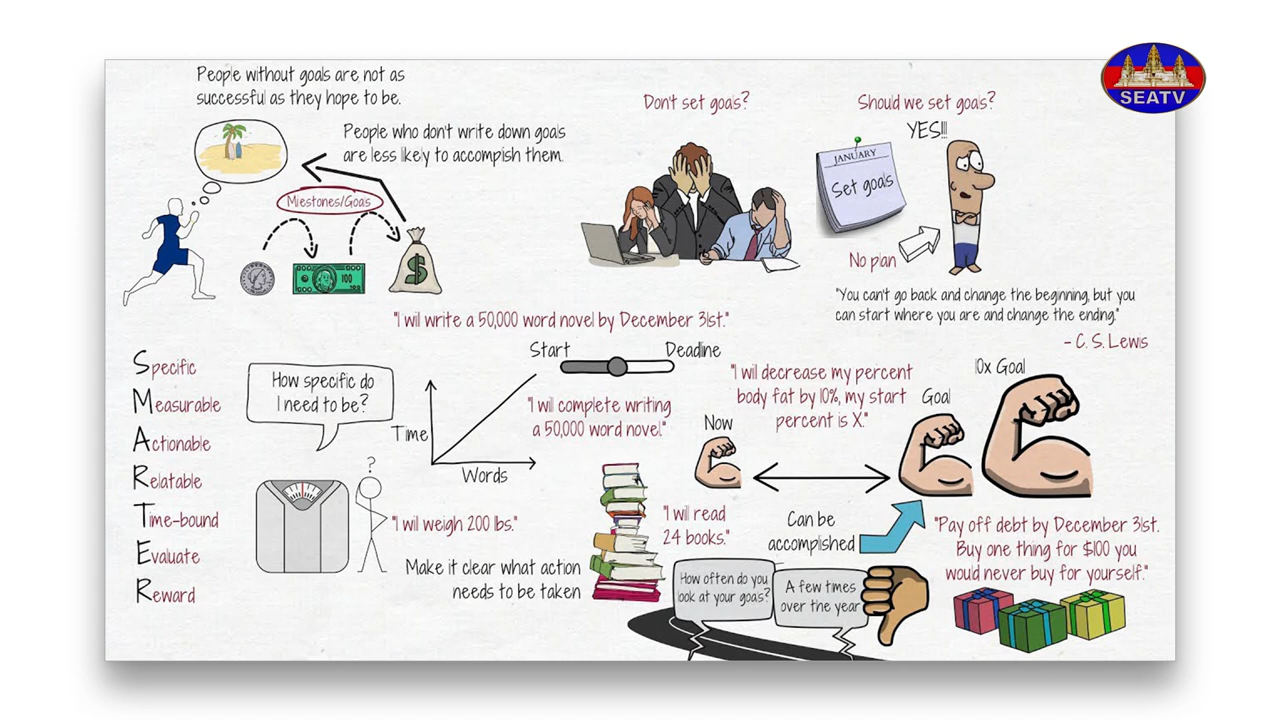 SEATV
People without goals are not as
successful as they hope to be.
People who don't write down goals
are less likely to accompish them.
Miestones/Goals
100
Don't set goals?
Should we set goals?
YES!!!
JANUARY
Set goals
No plan
"You can't go back and change the beginning, but you
can start where you are and change the ending."
- C. S. Lewis
"I will write a 50,000 word novel by December 31st."
Specific
Measurable
Actionable
Relatable
Time-bound
Evaluate
Reward
How specific do
I need to be?
?
Time
Words
Start
Deadline
"I will complete writing
a 50,000 word novel."
"I will weigh 200 lbs."
Make it clear what action
needs to be taken
"I will decrease my percent
body fat by 10%, my start
percent is X."
Now
Goal
10x Goal
"I will read
24 books."
Can be
accomplished
How often do you
look at your goals?
A few times
over the year
"Pay off debt by December 31st.
Buy one thing for $100 you
would never buy for yourself."